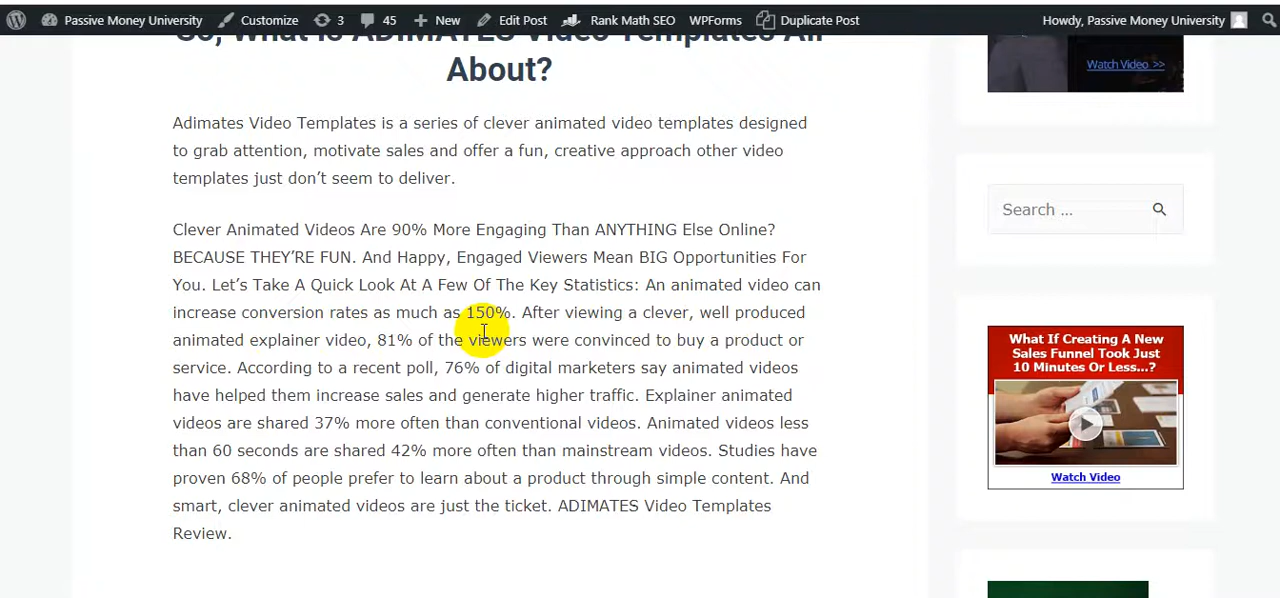 Passive Money University Customize 3 45 New Edit Post Rank Math SEO WPForms Duplicate Post Howdy, Passive Money University
So, What Is ADIMATES Video Templates All
About?
Adimates Video Templates is a series of clever animated video templates designed
to grab attention, motivate sales and offer a fun, creative approach other video
templates just don’t seem to deliver.
Clever Animated Videos Are 90% More Engaging Than ANYTHING Else Online?
BECAUSE THEY’RE FUN. And Happy, Engaged Viewers Mean BIG Opportunities For
You. Let’s Take A Quick Look At A Few Of The Key Statistics: An animated video can
increase conversion rates as much as 150%. After viewing a clever, well produced
animated explainer video, 81% of the viewers were convinced to buy a product or
service. According to a recent poll, 76% of digital marketers say animated videos
have helped them increase sales and generate higher traffic. Explainer animated
videos are shared 37% more often than conventional videos. Animated videos less
than 60 seconds are shared 42% more often than mainstream videos. Studies have
proven 68% of people prefer to learn about a product through simple content. And
smart, clever animated videos are just the ticket. ADIMATES Video Templates
Review.
Watch Video >>
Search ...
What If Creating A New
Sales Funnel Took Just
10 Minutes Or Less...?
Watch Video